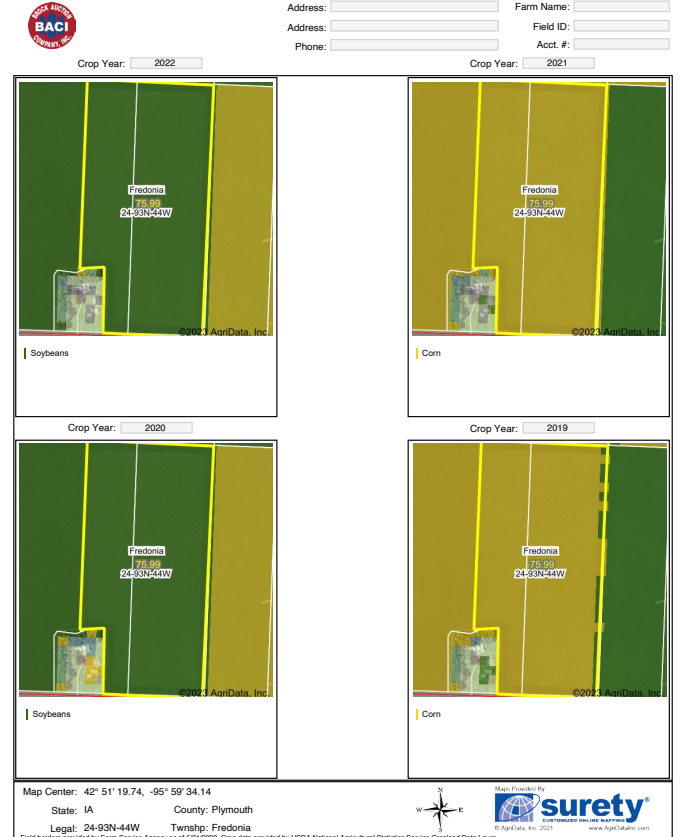 BROCK AUCTION
BACI
COMPANY, INC.
Address: Farm Name:
Address: Field ID:
Phone: Acct. #:
Crop Year: 2022
Crop Year: 2021
Fredonia
75.99
24-93N-44W
©2023 AgriData, Inc.
Soybeans
Fredonia
75.99
24-93N-44W
©2023 AgriData, Inc.
Corn
Crop Year: 2020
Crop Year: 2019
Fredonia
75.99
24-93N-44W
©2023 AgriData, Inc.
Soybeans
Fredonia
75.99
24-93N-44W
©2023 AgriData, Inc.
Corn
Map Center: 42° 51' 19.74, -95° 59' 34.14
State: IA County: Plymouth
Legal: 24-93N-44W Twnshp: Fredonia
N
W E
S
Maps Provided By
surety®
CUSTOMIZED ONLINE MAPPING
© AgriData, Inc. 2021 www.AgriDataInc.com